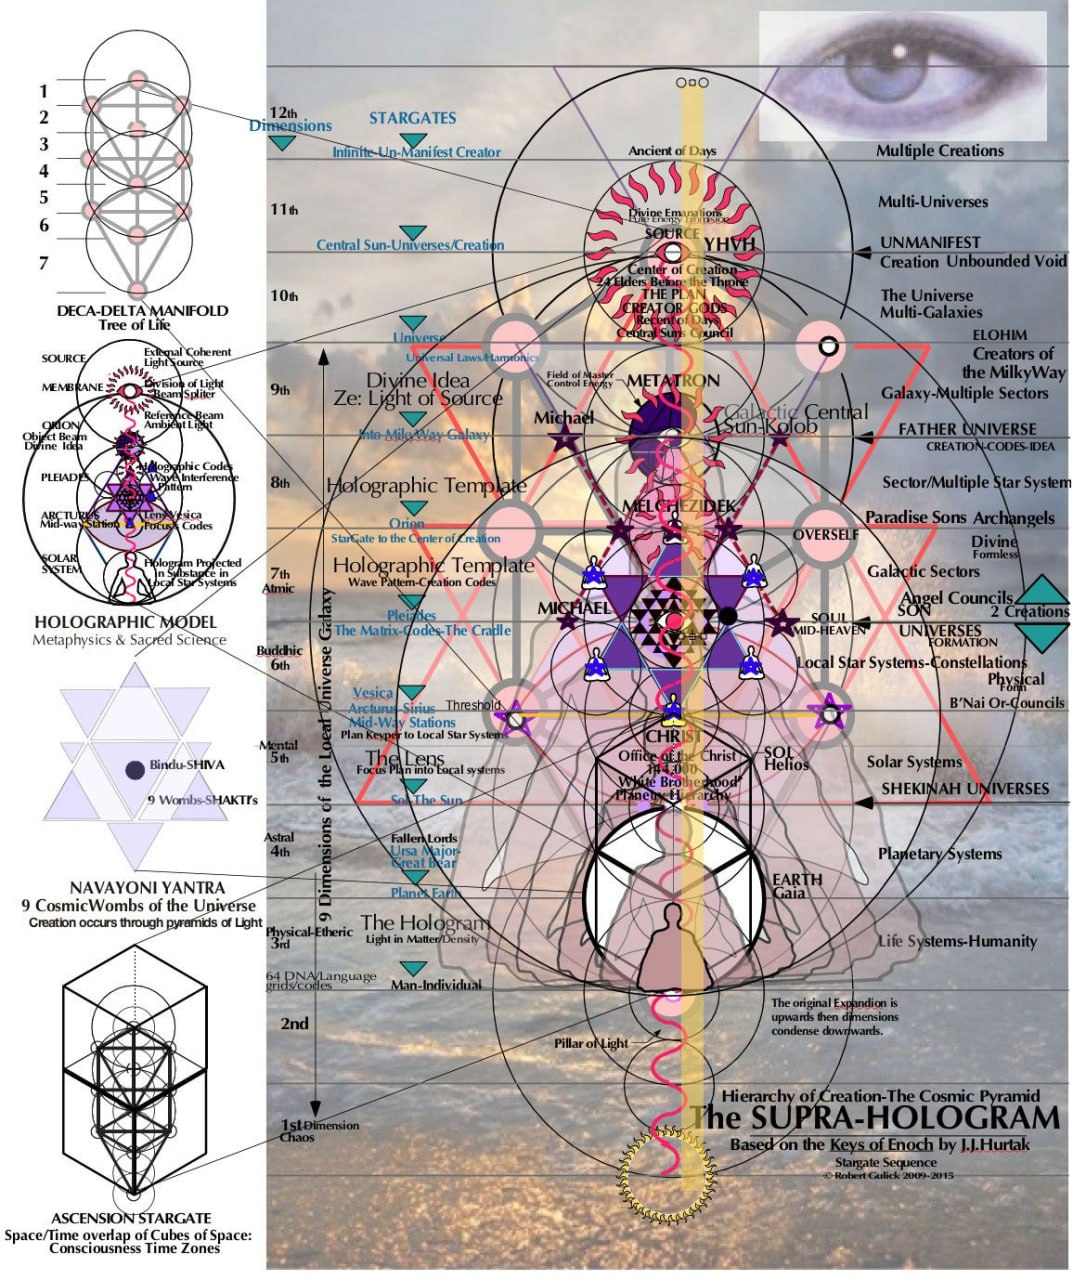 1
2
3
4
5
6
7
DECA-DELTA MANIFOLD
Tree of Life
SOURCE
External Coherent
Light Source
MEMBRANE
Division of Light
Beam Spliter
Reference Beam
Ambient Light
ORION
Object Beam
Divine Idea
PLEIADES
Holographic Codes
Wave Interference
Pattern
ARCTURUS
Mid-way Station
Lens Vesica
Focus Codes
SOLAR
SYSTEM
Hologram Projected
in Substance in
Local Star Systems
HOLOGRAPHIC MODEL
Metaphysics & Sacred Science
Bindu-SHIVA
9 Wombs-SHAKTI's
NAVAYONI YANTRA
9 CosmicWombs of the Universe
Creation occurs through pyramids of Light
ASCENSION STARGATE
Space/Time overlap of Cubes of Space:
Consciousness Time Zones
12th
Dimensions
11th
10th
9th
8th
7th
Atmic
Buddhic
6th
Mental
5th
Astral
4th
Physical-Etheric
3rd
64 DNA/Language
grids/codes
2nd
1st Dimension
Chaos
9 Dimensions of the Local Universe Galaxy
STARGATES
Infinite-Un-Manifest Creator
Central Sun-Universes/Creation
Universe
Universal Laws/Harmonics
Divine Idea
Ze: Light of Source
Into MilkyWay Galaxy
Holographic Template
Orion
StarGate to the Center of Creation
Holographic Template
Wave Pattern-Creation Codes
Pleiades
The Matrix-Codes-The Cradle
Vesica
Arcturus-Sirius
Mid-Way Stations
Plan Keyper to Local Star Systems
Threshold
The Lens
Focus Plan into Local systems
Sol-The Sun
Fallen Lords
Ursa Major-
Great Bear
Planet Earth
The Hologram
Light in Matter/Density
Man-Individual
Ancient of Days
Divine Emanations
Pure Energy Emmision
SOURCE
YHVH
Center of Creation
24 Elders Before the Throne
THE PLAN
CREATOR GODS
Recent of Days
Central Suns Council
Field of Master
Control Energy
METATRON
Michael
Galactic Central
Sun-Kolob
MELCHEZIDEK
OVERSELF
MICHAEL
SOUL
MID-HEAVEN
CHRIST
Office of the Christ
144,000
White Brotherhood
Planetary Hierarchy
SOL
Helios
EARTH
Gaia
Pillar of Light
The original Expandion is
upwards then dimensions
condense downwards.
Multiple Creations
Multi-Universes
UNMANIFEST
Creation Unbounded Void
The Universe
Multi-Galaxies
ELOHIM
Creators of
the MilkyWay
Galaxy-Multiple Sectors
FATHER UNIVERSE
CREATION-CODES-IDEA
Sector/Multiple Star System
Paradise Sons Archangels
Divine
Formless
Galactic Sectors
Angel Councils
SON
2 Creations
UNIVERSES
FORMATION
Local Star Systems-Constellations
Physical
Form
B'Nai Or-Councils
Solar Systems
SHEKINAH UNIVERSES
Planetary Systems
Life Systems-Humanity
Hierarchy of Creation-The Cosmic Pyramid
The SUPRA-HOLOGRAM
Based on the Keys of Enoch by J.J.Hurtak
Stargate Sequence
© Robert Gulick 2009-2015